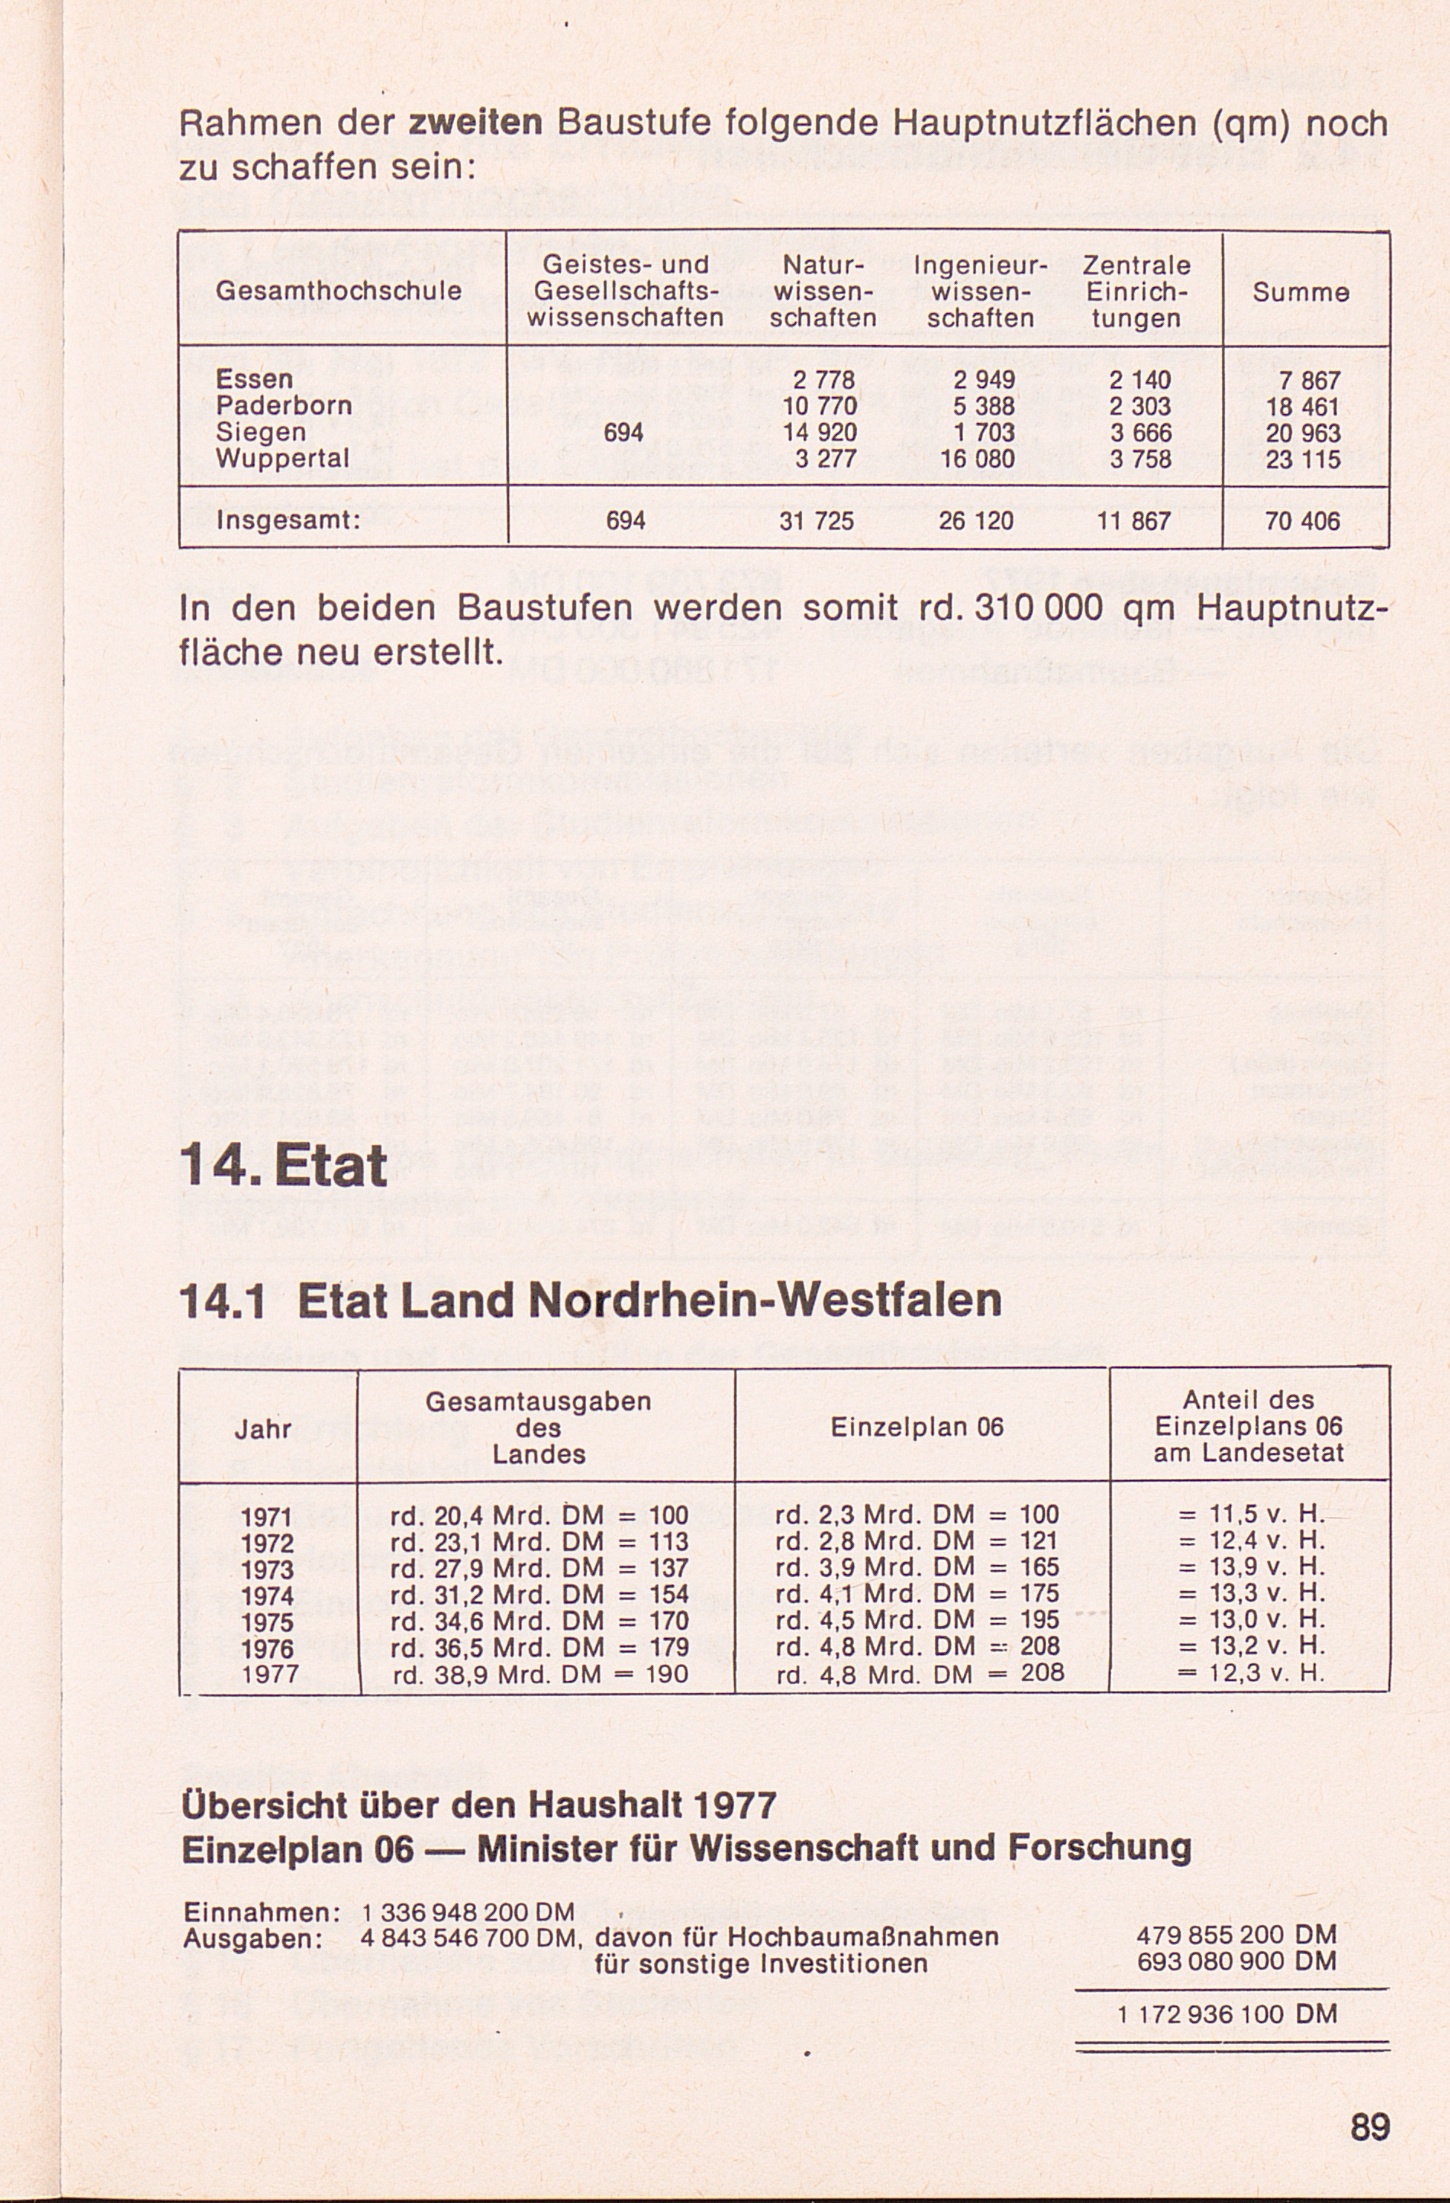 Rahmen der zweiten Baustufe folgende Hauptnutzflächen (qm) noch
zu schaffen sein:
Gesamthochschule | Geistes- und Gesellschafts-wissenschaften | Natur-wissen-schaften | Ingenieur-wissen-schaften | Zentrale Einrich-tungen | Summe
Essen 2 778 2 949 2 140 7 867
Paderborn 10 770 5 388 2 303 18 461
Siegen 694 14 920 1 703 3 666 20 963
Wuppertal 3 277 16 080 3 758 23 115
Insgesamt: 694 31 725 26 120 11 867 70 406
In den beiden Baustufen werden somit rd. 310 000 qm Hauptnutz-
fläche neu erstellt.
14. Etat
14.1 Etat Land Nordrhein-Westfalen
Jahr | Gesamtausgaben des Landes | Einzelplan 06 | Anteil des Einzelplans 06 am Landesetat
1971 rd. 20,4 Mrd. DM = 100 rd. 2,3 Mrd. DM = 100 = 11,5 v. H.
1972 rd. 23,1 Mrd. DM = 113 rd. 2,8 Mrd. DM = 121 = 12,4 v. H.
1973 rd. 27,9 Mrd. DM = 137 rd. 3,9 Mrd. DM = 165 = 13,9 v. H.
1974 rd. 31,2 Mrd. DM = 154 rd. 4,1 Mrd. DM = 175 = 13,3 v. H.
1975 rd. 34,6 Mrd. DM = 170 rd. 4,5 Mrd. DM = 195 = 13,0 v. H.
1976 rd. 36,5 Mrd. DM = 179 rd. 4,8 Mrd. DM = 208 = 13,2 v. H.
1977 rd. 38,9 Mrd. DM = 190 rd. 4,8 Mrd. DM = 208 = 12,3 v. H.
Übersicht über den Haushalt 1977
Einzelplan 06 — Minister für Wissenschaft und Forschung
Einnahmen: 1 336 948 200 DM
Ausgaben: 4 843 546 700 DM, davon für Hochbaumaßnahmen 479 855 200 DM
für sonstige Investitionen 693 080 900 DM
1 172 936 100 DM
89